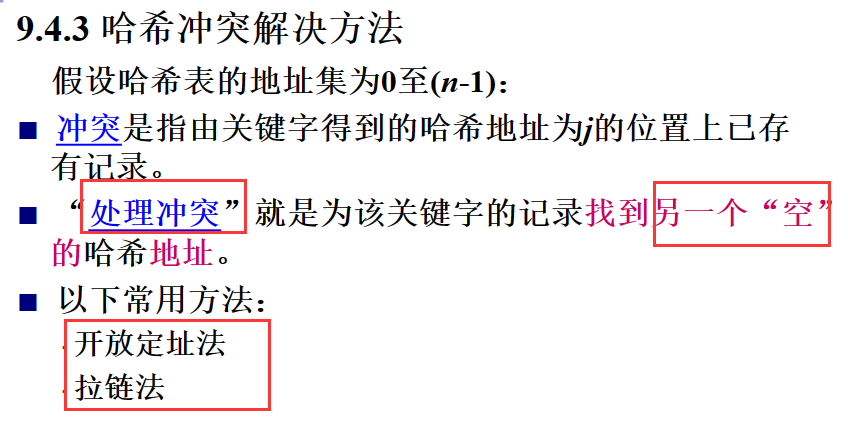 9.4.3 哈希冲突解决方法
假设哈希表的地址集为0至(n-1)：
■ 冲突是指由关键字得到的哈希地址为j的位置上已存
有记录。
■ “处理冲突”就是为该关键字的记录找到另一个“空”
的哈希地址。
■ 以下常用方法：
开放定址法
拉链法